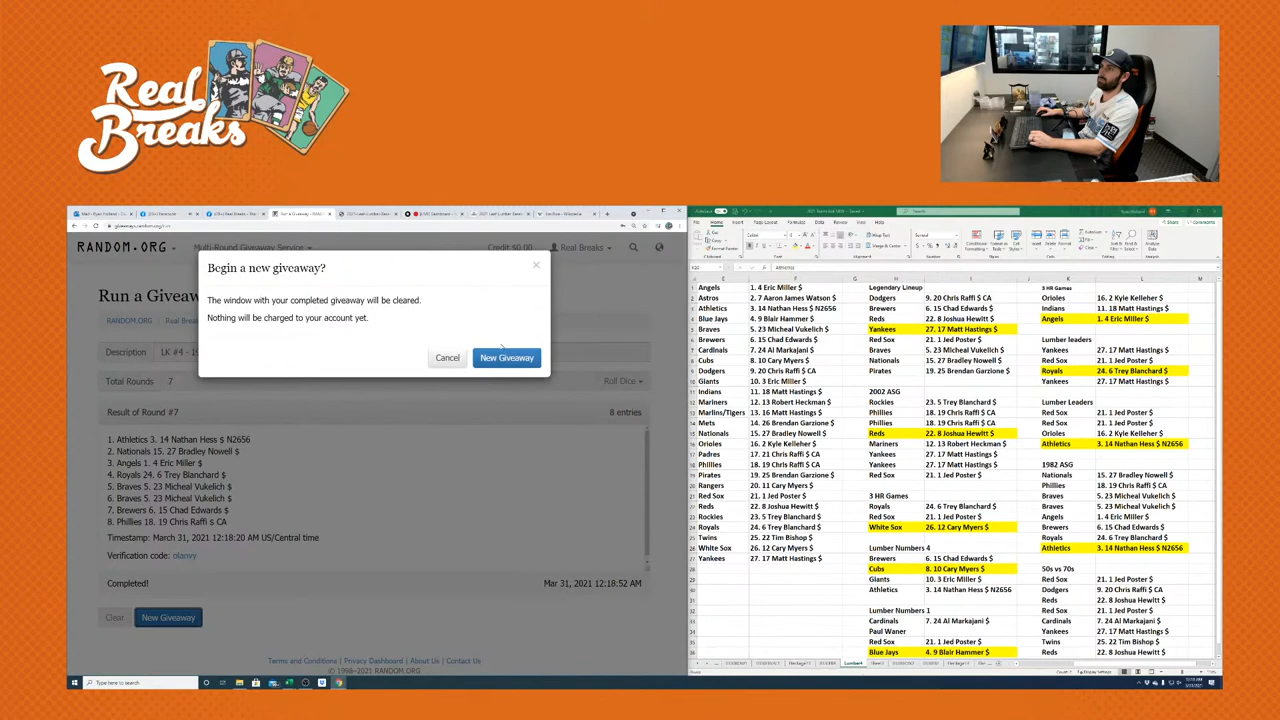 Real
Breaks
RANDOM.ORG
Multi-Round Giveaway Service
Credit $0.00
Real Breaks
Begin a new giveaway?
×
The window with your completed giveaway will be cleared.
Nothing will be charged to your account yet.
Cancel
New Giveaway
Run a Givea
RANDOM.ORG
Real Brea
Description
LK #4 - 19
Total Rounds
7
Roll Dice
Result of Round #7
8 entries
1. Athletics 3. 14 Nathan Hess $ N2656
2. Nationals 15. 27 Bradley Nowell $
3. Angels 1. 4 Eric Miller $
4. Royals 24. 6 Trey Blanchard $
5. Braves 5. 23 Micheal Vukelich $
6. Braves 5. 23 Micheal Vukelich $
7. Brewers 6. 15 Chad Edwards $
8. Phillies 18. 19 Chris Raffi $ CA
Timestamp: March 31, 2021 12:18:20 AM US/Central time
Verification code: olanvy
Completed!
Mar 31, 2021 12:18:52 AM
Clear
New Giveaway
Terms and Conditions | Privacy Dashboard | About Us | Contact Us
© 1998–2021 RANDOM.ORG
Type here to search
E F G H I J K L M
Angels 1. 4 Eric Miller $ Legendary Lineup 3 HR Games
Astros 2. 7 Aaron James Watson $ Dodgers 9. 20 Chris Raffi $ CA Orioles 16. 2 Kyle Kelleher $
Athletics 3. 14 Nathan Hess $ N2656 Brewers 6. 15 Chad Edwards $ Indians 11. 18 Matt Hastings $
Blue Jays 4. 9 Blair Hammer $ Reds 22. 8 Joshua Hewitt $ Angels 1. 4 Eric Miller $
Braves 5. 23 Micheal Vukelich $ Yankees 27. 17 Matt Hastings $
Brewers 6. 15 Chad Edwards $ Yankees 27. 17 Matt Hastings $ Lumber leaders
Cardinals 7. 24 Al Markajani $ Braves 5. 23 Micheal Vukelich $ Yankees 27. 17 Matt Hastings $
Cubs 8. 10 Cary Myers $ Nationals 15. 27 Bradley Nowell $ Red Sox 21. 1 Jed Poster $
Dodgers 9. 20 Chris Raffi $ CA Pirates 19. 25 Brendan Garzione $ Royals 24. 6 Trey Blanchard $
Giants 10. 3 Eric Miller $ Yankees 27. 17 Matt Hastings $
Indians 11. 18 Matt Hastings $ 2002 ASG
Mariners 12. 13 Robert Heckman $ Rockies 23. 5 Trey Blanchard $ Lumber Leaders
Marlins/Tigers 13. 16 Matt Hastings $ Phillies 18. 19 Chris Raffi $ CA Red Sox 21. 1 Jed Poster $
Mets 14. 26 Brendan Garzione $ Phillies 18. 19 Chris Raffi $ CA Red Sox 21. 1 Jed Poster $
Nationals 15. 27 Bradley Nowell $ Reds 22. 8 Joshua Hewitt $ Orioles 16. 2 Kyle Kelleher $
Orioles 16. 2 Kyle Kelleher $ Mariners 12. 13 Robert Heckman $ Athletics 3. 14 Nathan Hess $ N2656
Padres 17. 21 Chris Raffi $ CA Yankees 27. 17 Matt Hastings $
Phillies 18. 19 Chris Raffi $ CA Yankees 27. 17 Matt Hastings $ 1982 ASG
Pirates 19. 25 Brendan Garzione $ Red Sox 21. 1 Jed Poster $ Nationals 15. 27 Bradley Nowell $
Rangers 20. 11 Cary Myers $ Phillies 18. 19 Chris Raffi $ CA
Red Sox 21. 1 Jed Poster $ 3 HR Games Braves 5. 23 Micheal Vukelich $
Reds 22. 8 Joshua Hewitt $ Royals 24. 6 Trey Blanchard $ Angels 1. 4 Eric Miller $
Rockies 23. 5 Trey Blanchard $ Red Sox 21. 1 Jed Poster $ Brewers 6. 15 Chad Edwards $
Royals 24. 6 Trey Blanchard $ White Sox 26. 12 Cary Myers $ Royals 24. 6 Trey Blanchard $
Twins 25. 22 Tim Bishop $ Braves 5. 23 Micheal Vukelich $
White Sox 26. 12 Cary Myers $ Lumber Numbers 4 Athletics 3. 14 Nathan Hess $ N2656
Yankees 27. 17 Matt Hastings $ Brewers 6. 15 Chad Edwards $
Cubs 8. 10 Cary Myers $ 50s vs 70s
Giants 10. 3 Eric Miller $ Red Sox 21. 1 Jed Poster $
Athletics 3. 14 Nathan Hess $ N2656 Dodgers 9. 20 Chris Raffi $ CA
Reds 22. 8 Joshua Hewitt $
Lumber Numbers 1 Red Sox 21. 1 Jed Poster $
Cardinals 7. 24 Al Markajani $ Cardinals 7. 24 Al Markajani $
Paul Waner Yankees 27. 17 Matt Hastings $
Red Sox 21. 1 Jed Poster $ Twins 25. 22 Tim Bishop $
Blue Jays 4. 9 Blair Hammer $ Reds 22. 8 Joshua Hewitt $
Lumber4